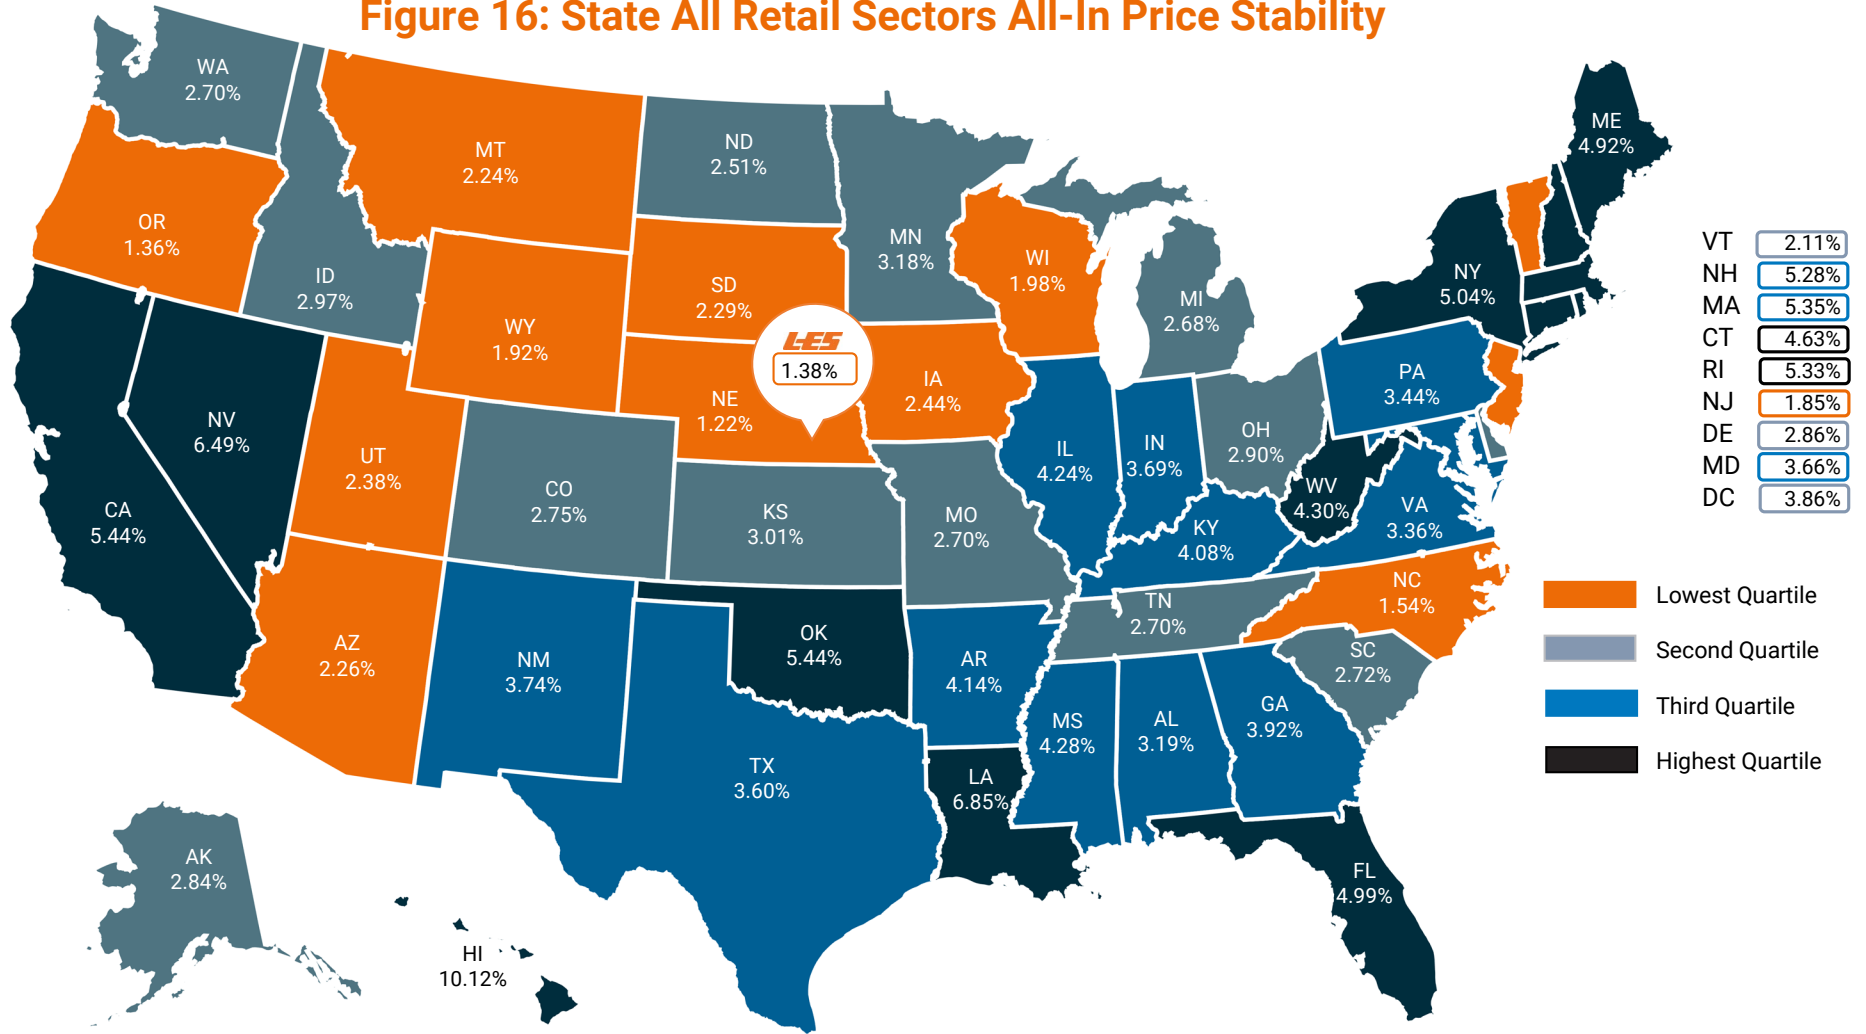 Figure 16: State All Retail Sectors All-In Price Stability
WA
2.70%
OR
1.36%
MT
2.24%
ID
2.97%
WY
1.92%
ND
2.51%
SD
2.29%
LES
1.38%
NE
1.22%
MN
3.18%
WI
1.98%
IA
2.44%
MI
2.68%
NY
5.04%
ME
4.92%
PA
3.44%
VT 2.11%
NH 5.28%
MA 5.35%
CT 4.63%
RI 5.33%
NJ 1.85%
DE 2.86%
MD 3.66%
DC 3.86%
NV
6.49%
UT
2.38%
CA
5.44%
CO
2.75%
KS
3.01%
MO
2.70%
IL
4.24%
IN
3.69%
OH
2.90%
WV
4.30%
VA
3.36%
KY
4.08%
NC
1.54%
TN
2.70%
SC
2.72%
AZ
2.26%
NM
3.74%
OK
5.44%
AR
4.14%
TX
3.60%
LA
6.85%
MS
4.28%
AL
3.19%
GA
3.92%
FL
4.99%
AK
2.84%
HI
10.12%
Lowest Quartile
Second Quartile
Third Quartile
Highest Quartile